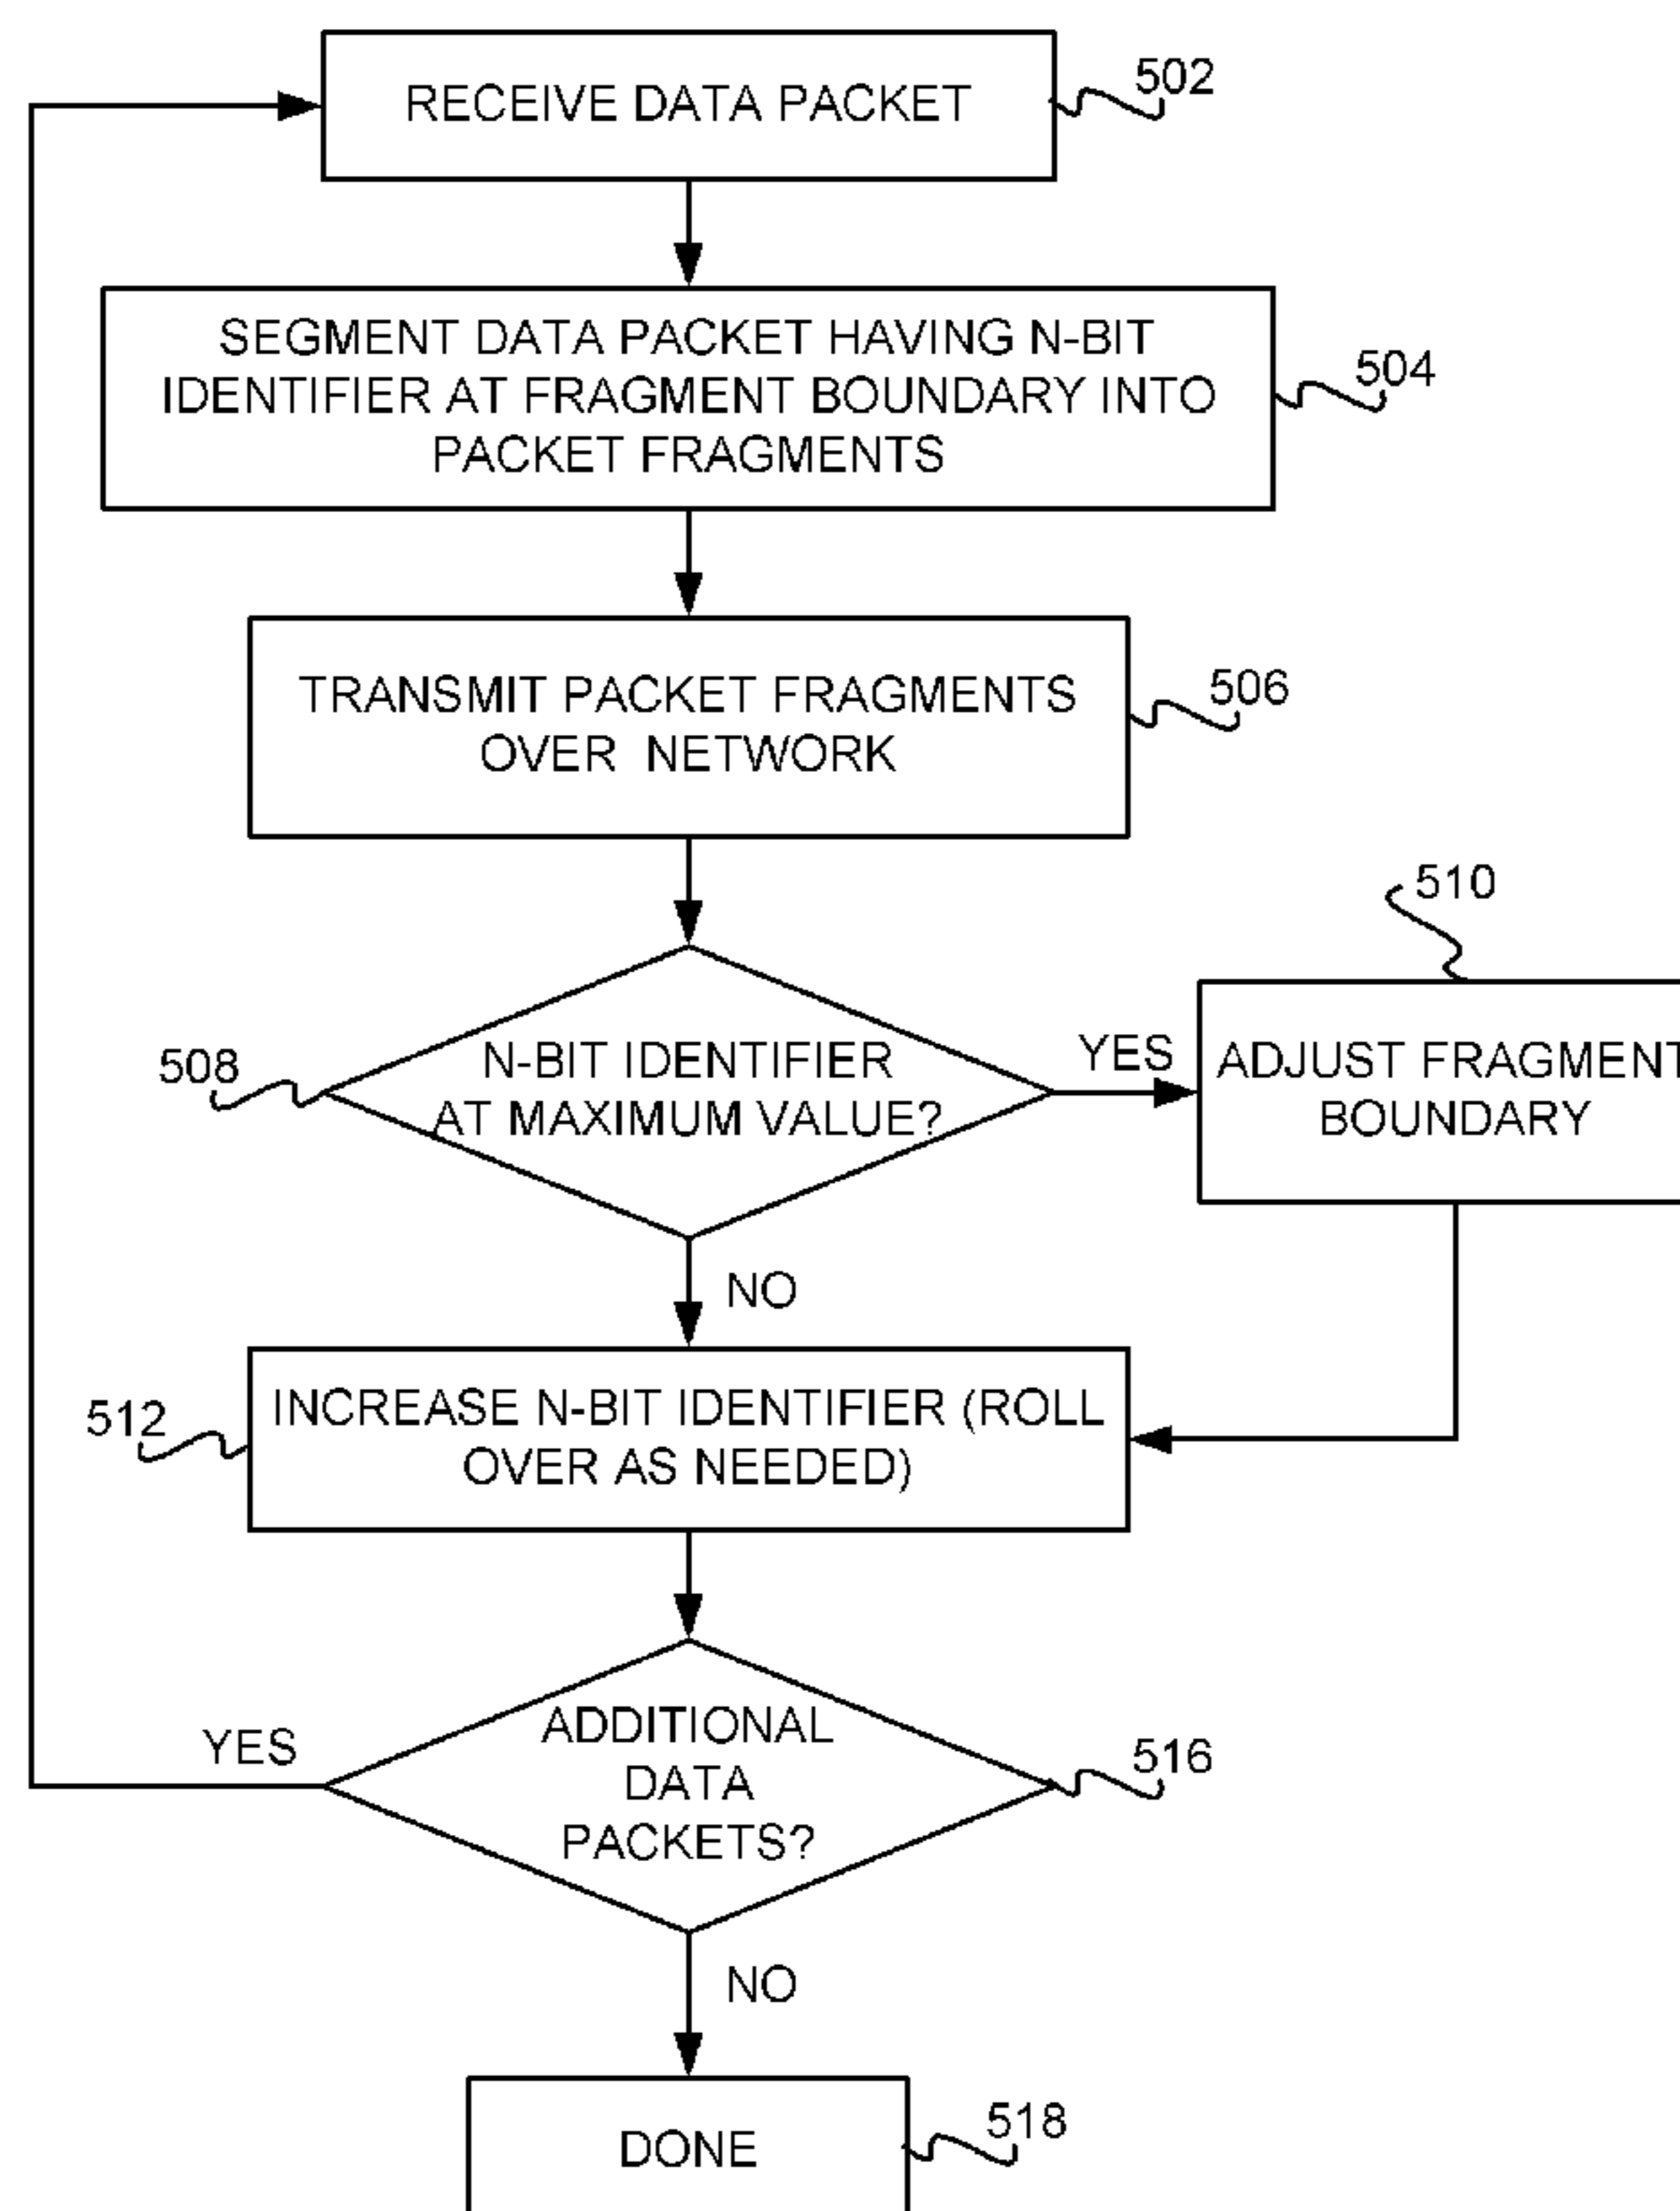 RECEIVE DATA PACKET
502
SEGMENT DATA PACKET HAVING N-BIT
IDENTIFIER AT FRAGMENT BOUNDARY INTO
PACKET FRAGMENTS
504
TRANSMIT PACKET FRAGMENTS
OVER NETWORK
506
508
N-BIT IDENTIFIER
AT MAXIMUM VALUE?
YES
510
ADJUST FRAGMENT
BOUNDARY
NO
512
INCREASE N-BIT IDENTIFIER (ROLL
OVER AS NEEDED)
YES
ADDITIONAL
DATA
PACKETS?
516
NO
DONE
518